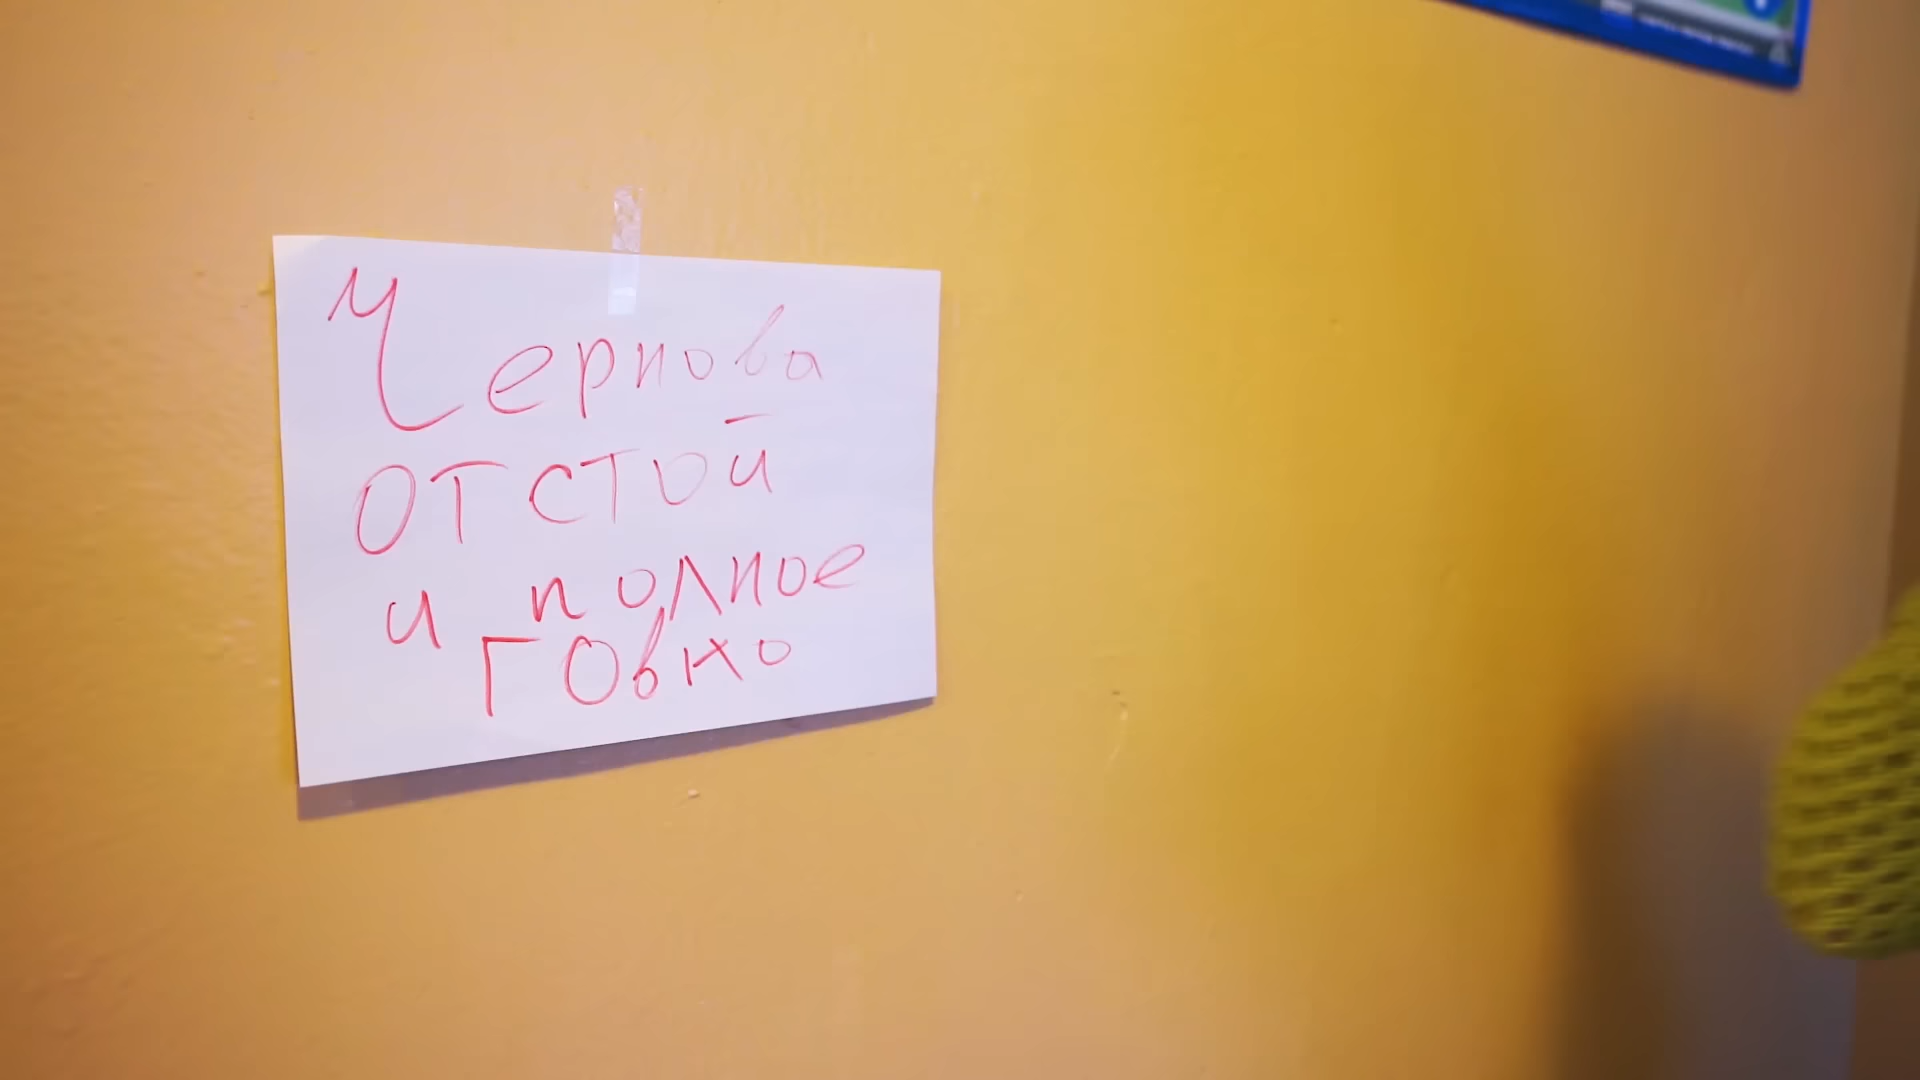 Чернова
отстой
и полное
говно